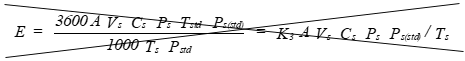 E = 3600 A Vs Cs Ps Tstd Ps(std) / 1000 Ts Pstd = K3 A Vs Cs Ps Ps(std) / Ts